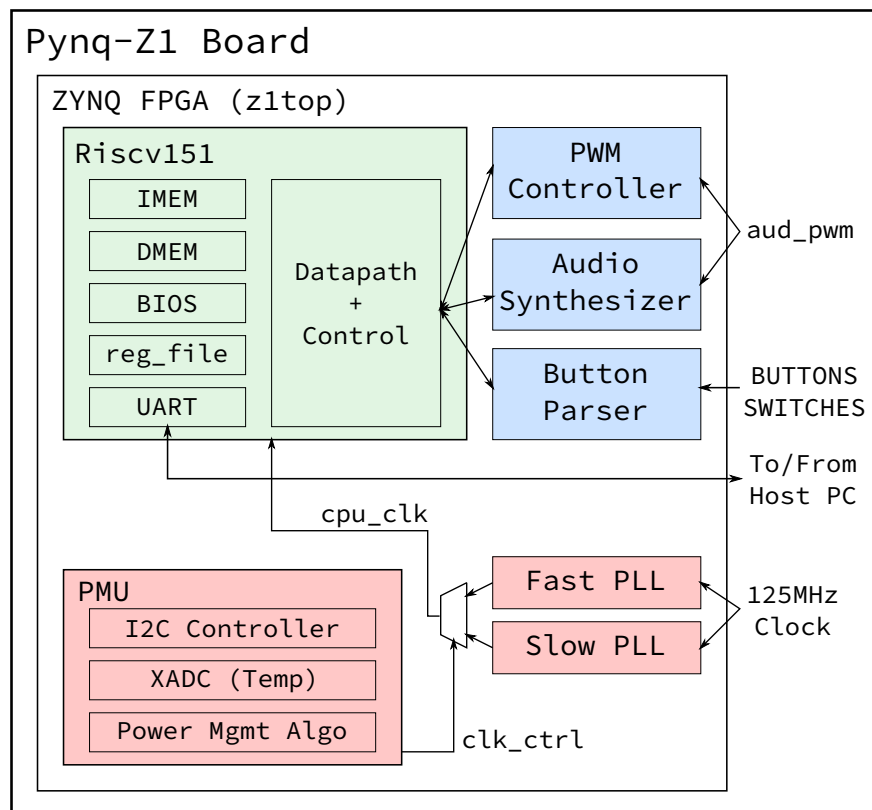 Pynq-Z1 Board
ZYNQ FPGA (z1top)
Riscv151
IMEM
DMEM
BIOS
reg_file
UART
Datapath
+
Control
PWM
Controller
Audio
Synthesizer
Button
Parser
aud_pwm
BUTTONS
SWITCHES
To/From
Host PC
cpu_clk
PMU
I2C Controller
XADC (Temp)
Power Mgmt Algo
Fast PLL
Slow PLL
125MHz
Clock
clk_ctrl